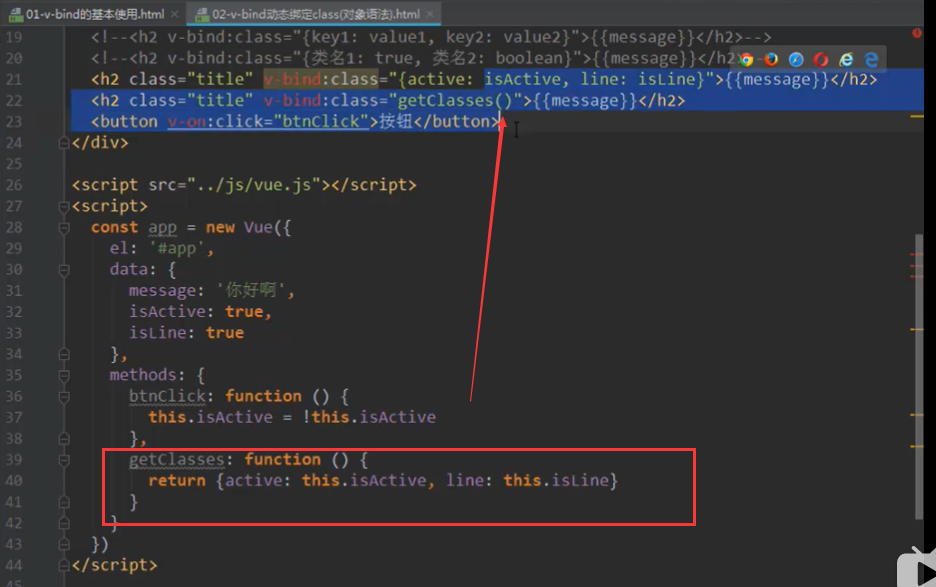 01-v-bind的基本使用.html × 02-v-bind动态绑定class(对象语法).html ×
19 <!--<h2 v-bind:class="{key1: value1, key2: value2}">{{message}}</h2>-->
20 <!--<h2 v-bind:class="{类名1: true, 类名2: boolean}">{{message}}</h2
21 <h2 class="title" v-bind:class="{active: isActive, line: isLine}">{{message}}</h2>
22 <h2 class="title" v-bind:class="getClasses()">{{message}}</h2>
23 <button v-on:click="btnClick">按钮</button>
24 </div>
25
26 <script src="../js/vue.js"></script>
27 <script>
28 const app = new Vue({
29 el: '#app',
30 data: {
31 message: '你好啊',
32 isActive: true,
33 isLine: true
34 },
35 methods: {
36 btnClick: function () {
37 this.isActive = !this.isActive
38 },
39 getClasses: function () {
40 return {active: this.isActive, line: this.isLine}
41 }
42 }
43 })
44 </script>
45